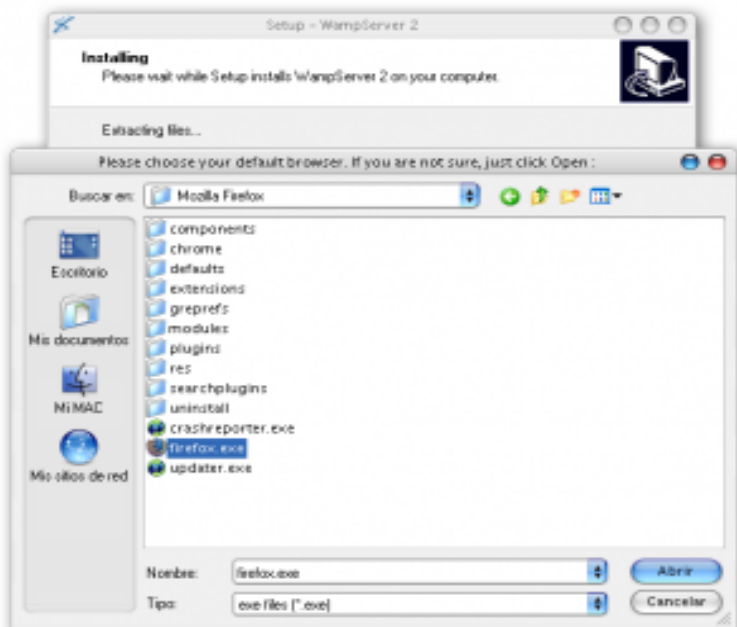 Setup - WampServer 2
Installing
Please wait while Setup installs WampServer 2 on your computer.
Extracting files...
Please choose your default browser. If you are not sure, just click Open :
Buscar en: Mozilla Firefox
Escritorio
Mis documentos
Mi MAC
Mis sitios de red
components
chrome
defaults
extensions
greprefs
modules
plugins
res
searchplugins
uninstall
crashreporter.exe
firefox.exe
updater.exe
Nombre: firefox.exe Abrir
Tipo: exe files (*.exe) Cancelar